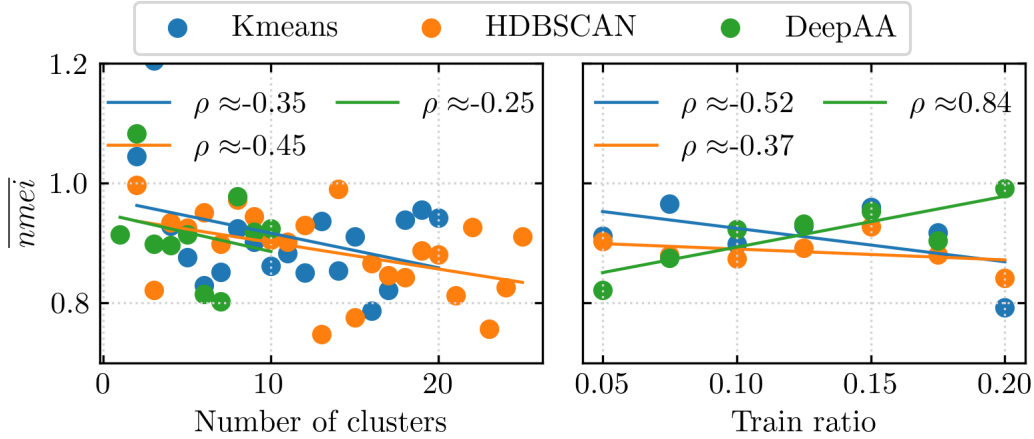 Kmeans HDBSCAN DeepAA
1.2
1.0
0.8
nmei
ρ ≈-0.35 ρ ≈-0.25
ρ ≈-0.45
0 10 20
Number of clusters
ρ ≈-0.52 ρ ≈0.84
ρ ≈-0.37
0.05 0.10 0.15 0.20
Train ratio